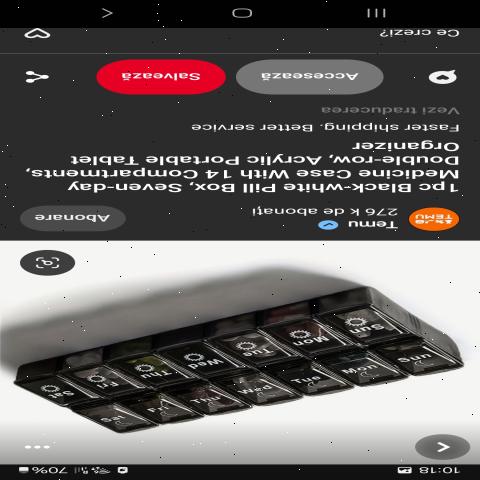 10:18
70%
Sun Mon Tue Wed Thu Fri Sat
Sun Mon Tue Wed Thu Fri Sat
TEMU
Temu
276 k de abonați
Abonare
1pc Black-white Pill Box, Seven-day
Medicine Case With 14 Compartments,
Double-row, Acrylic Portable Tablet
Organizer
Faster shipping. Better service
Vezi traducerea
Accesează
Salvează
Ce crezi?